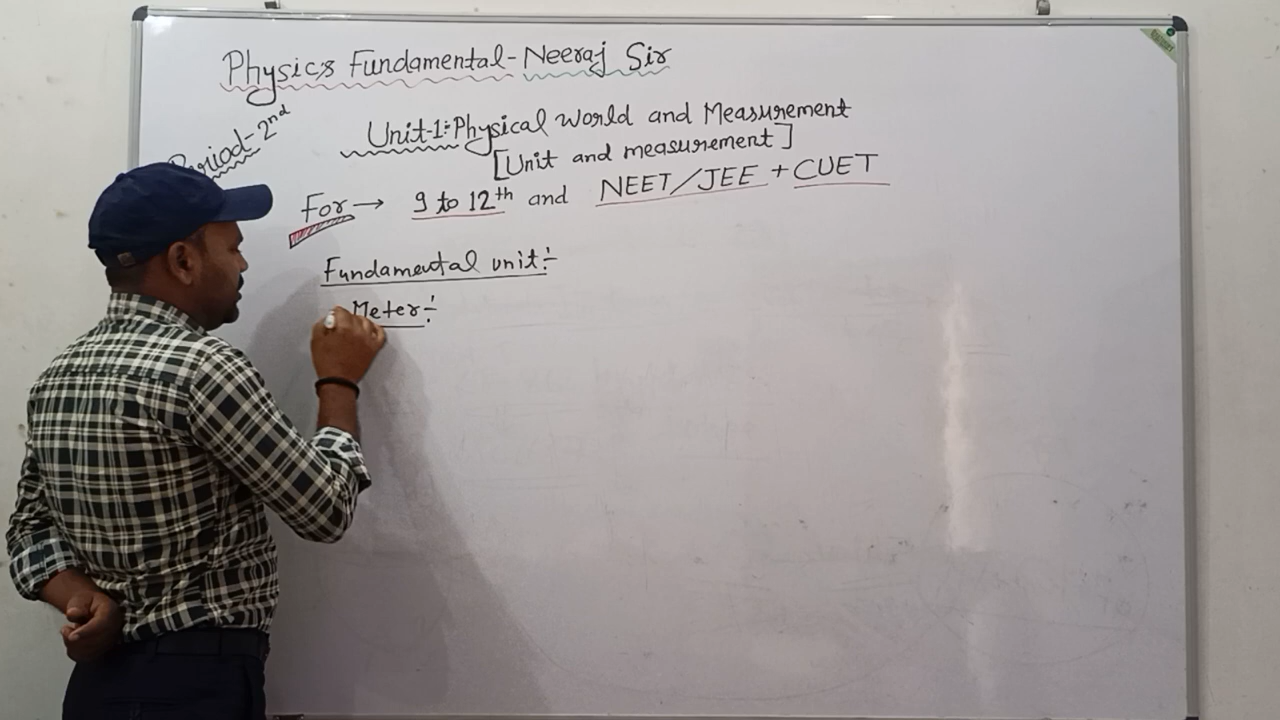 Physics Fundamental-Neeraj Sir
Period-2nd
Unit-1:Physical World and Measurement
[Unit and measurement]
For→ 9 to 12th and NEET/JEE + CUET
Fundamental unit:-
Meter:-